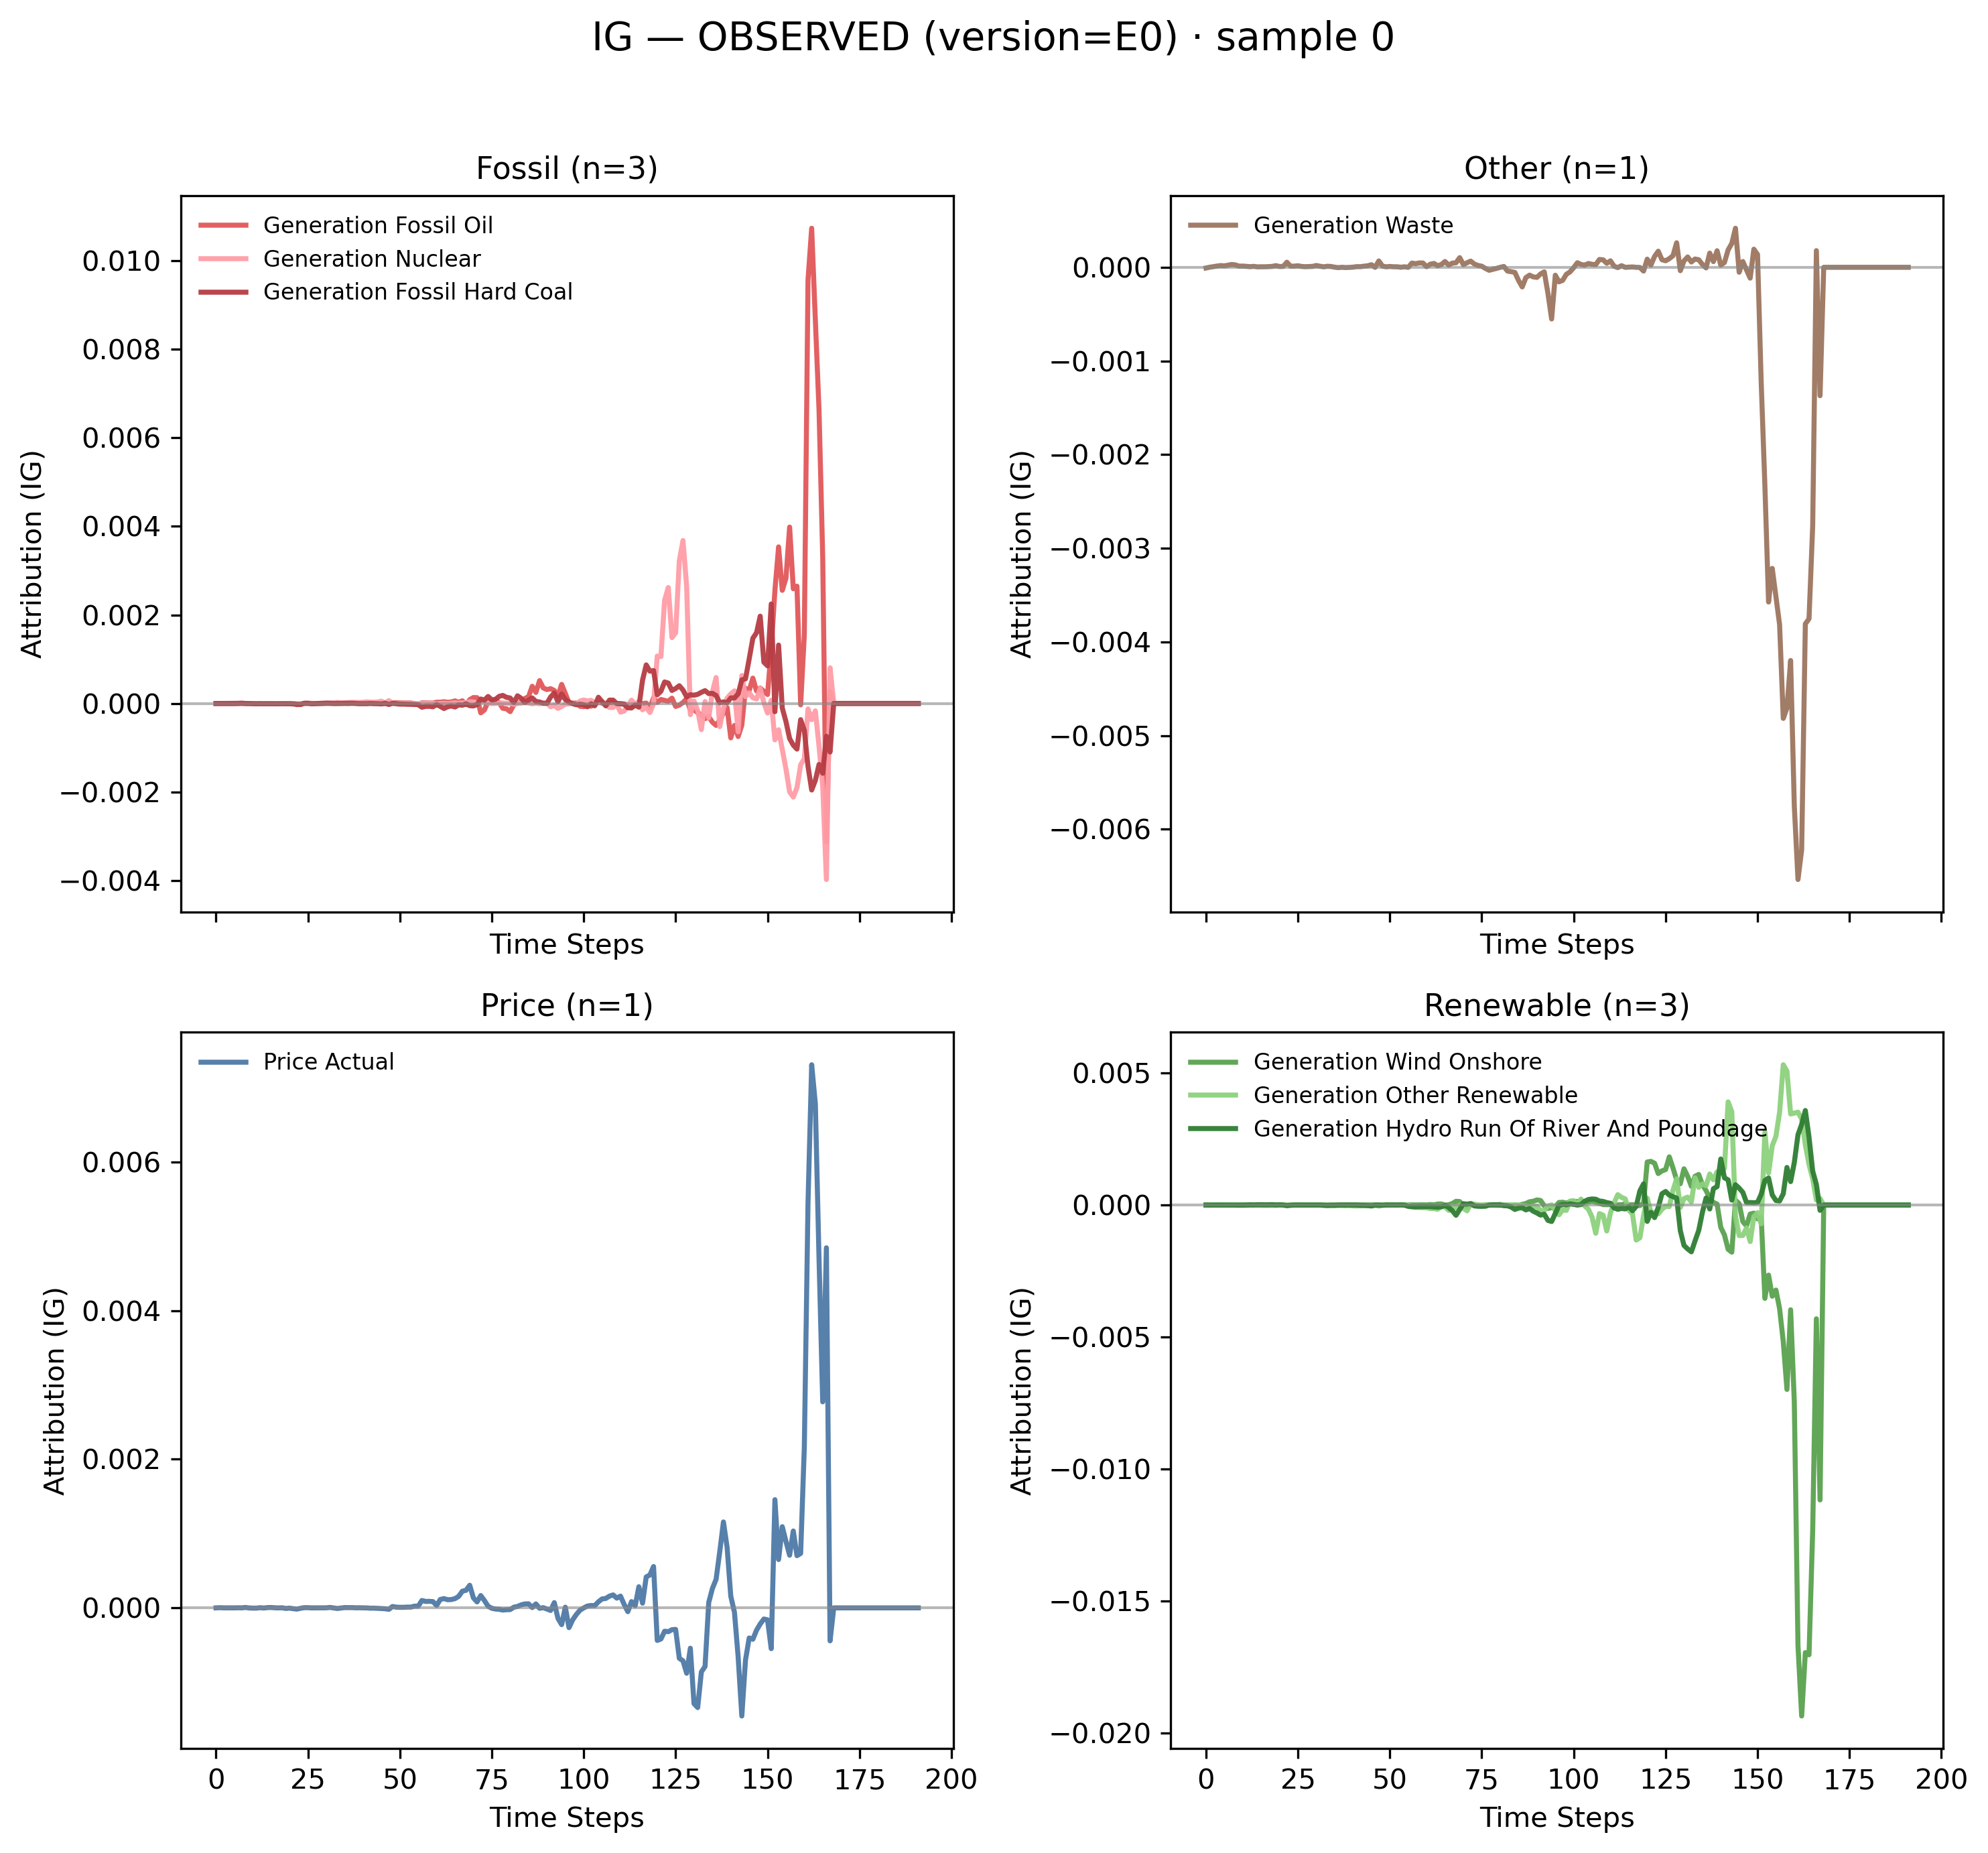 IG — OBSERVED (version=E0) · sample 0
Fossil (n=3)
Generation Fossil Oil
Generation Nuclear
Generation Fossil Hard Coal
0.010
0.008
0.006
0.004
0.002
0.000
−0.002
−0.004
Attribution (IG)
Time Steps
Other (n=1)
Generation Waste
0.000
−0.001
−0.002
−0.003
−0.004
−0.005
−0.006
Attribution (IG)
Time Steps
Price (n=1)
Price Actual
0.006
0.004
0.002
0.000
Attribution (IG)
0 25 50 75 100 125 150 175 200
Time Steps
Renewable (n=3)
Generation Wind Onshore
Generation Other Renewable
Generation Hydro Run Of River And Poundage
0.005
0.000
−0.005
−0.010
−0.015
−0.020
Attribution (IG)
0 25 50 75 100 125 150 175 200
Time Steps